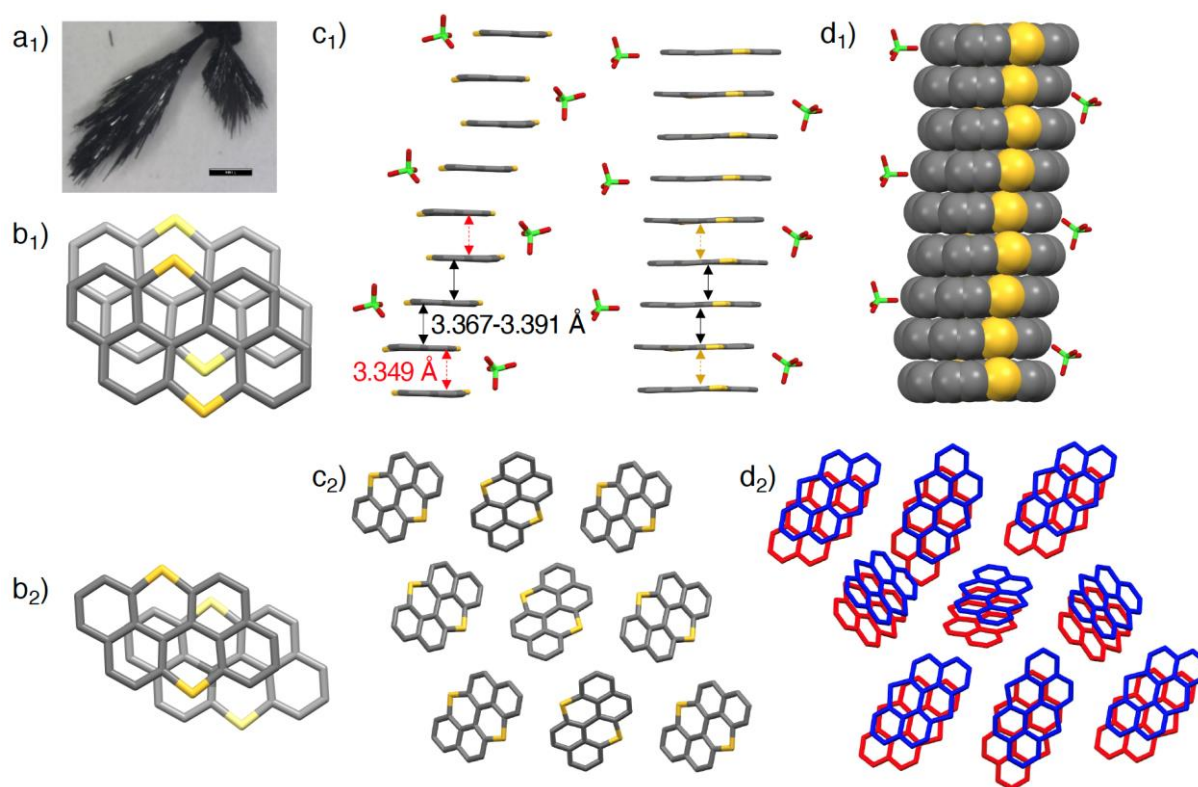 a₁)
c₁)
d₁)
b₁)
3.367-3.391 Å
3.349 Å
c₂)
d₂)
b₂)